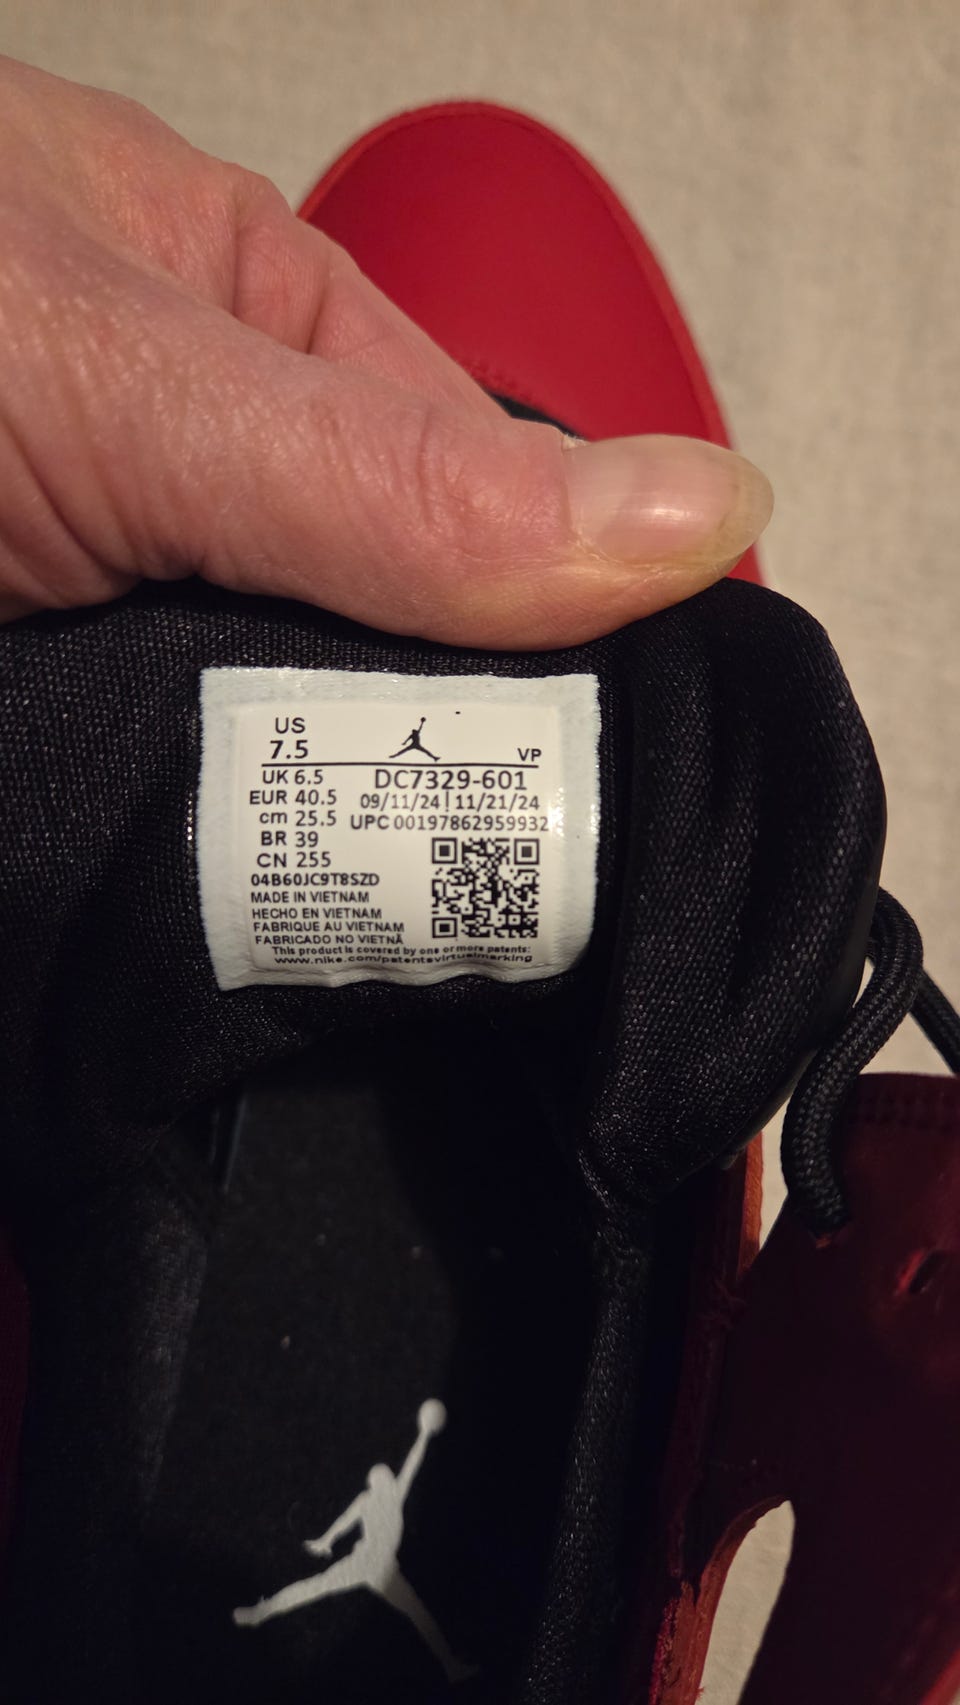 US
7.5
VP
UK 6.5
DC7329-601
EUR 40.5
09/11/24 | 11/21/24
cm 25.5
UPC 00197862959932
BR 39
CN 255
04B60JC9T8SZD
MADE IN VIETNAM
HECHO EN VIETNAM
FABRIQUE AU VIETNAM
FABRICADO NO VIETNÃ
This product is covered by one or more patents:
www.nike.com/patentsvirtualmarking